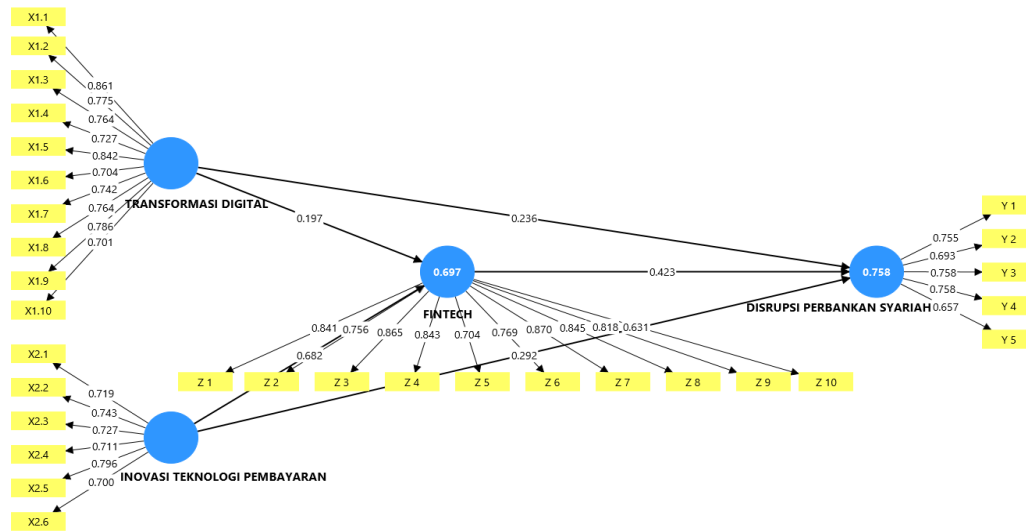 X1.1
X1.2
X1.3
X1.4
X1.5
X1.6
X1.7
X1.8
X1.9
X1.10
0.861
0.775
0.764
0.727
0.842
0.704
0.742
0.764
0.786
0.701
TRANSFORMASI DIGITAL
0.197
0.236
0.697
FINTECH
0.423
0.758
DISRUPSI PERBANKAN SYARIAH
0.755
0.693
0.758
0.758
0.657
Y 1
Y 2
Y 3
Y 4
Y 5
0.841
0.756
0.865
0.843
0.704
0.769
0.870
0.845
0.818
0.631
0.682
0.292
Z 1
Z 2
Z 3
Z 4
Z 5
Z 6
Z 7
Z 8
Z 9
Z 10
X2.1
X2.2
X2.3
X2.4
X2.5
X2.6
0.719
0.743
0.727
0.711
0.796
0.700
INOVASI TEKNOLOGI PEMBAYARAN